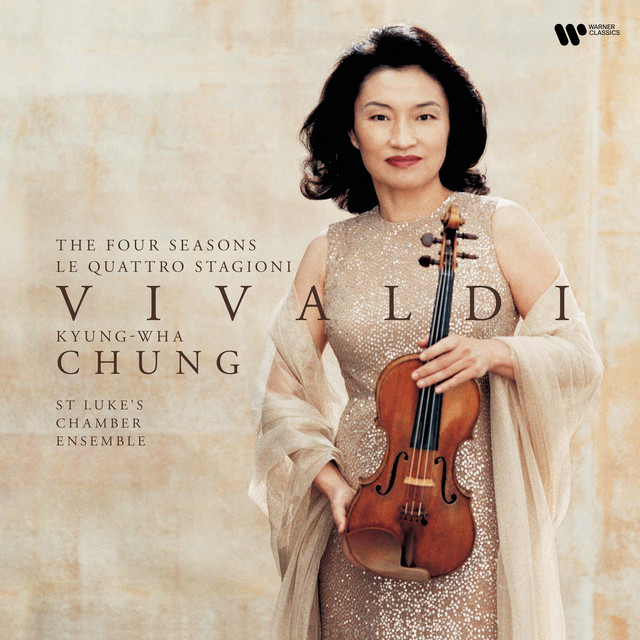 WARNER
CLASSICS
THE FOUR SEASONS
LE QUATTRO STAGIONI
VIVALDI
KYUNG-WHA
CHUNG
ST LUKE'S
CHAMBER
ENSEMBLE